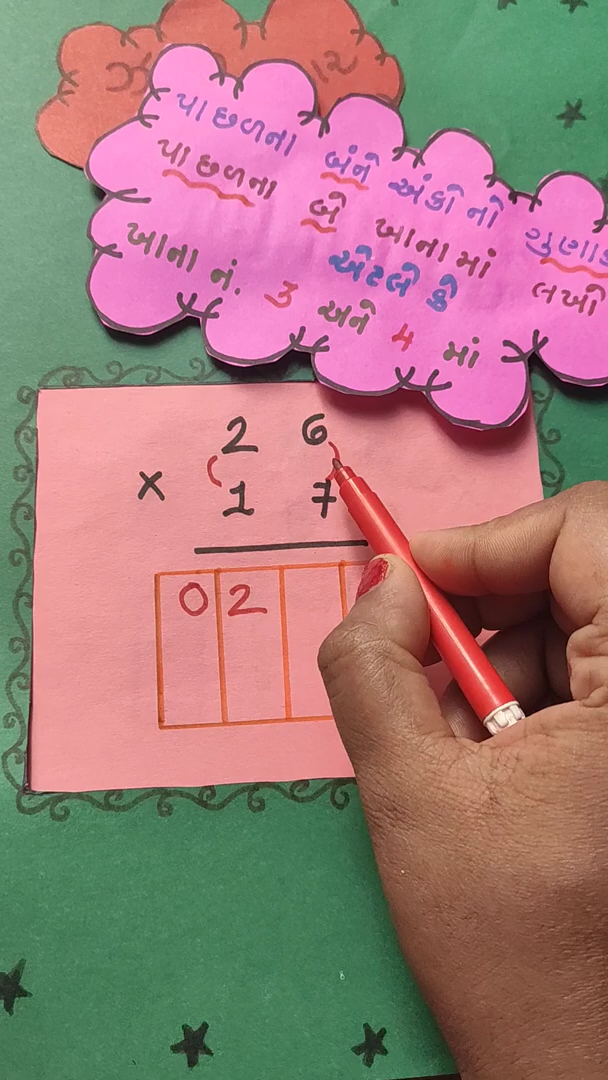 પાછળના બંને અંકોનો
પાછળના બે ખાનામાં લખો
એટલે કે
ખાના નં. 3 અને 4 માં
2 6
× 1 7
0 2